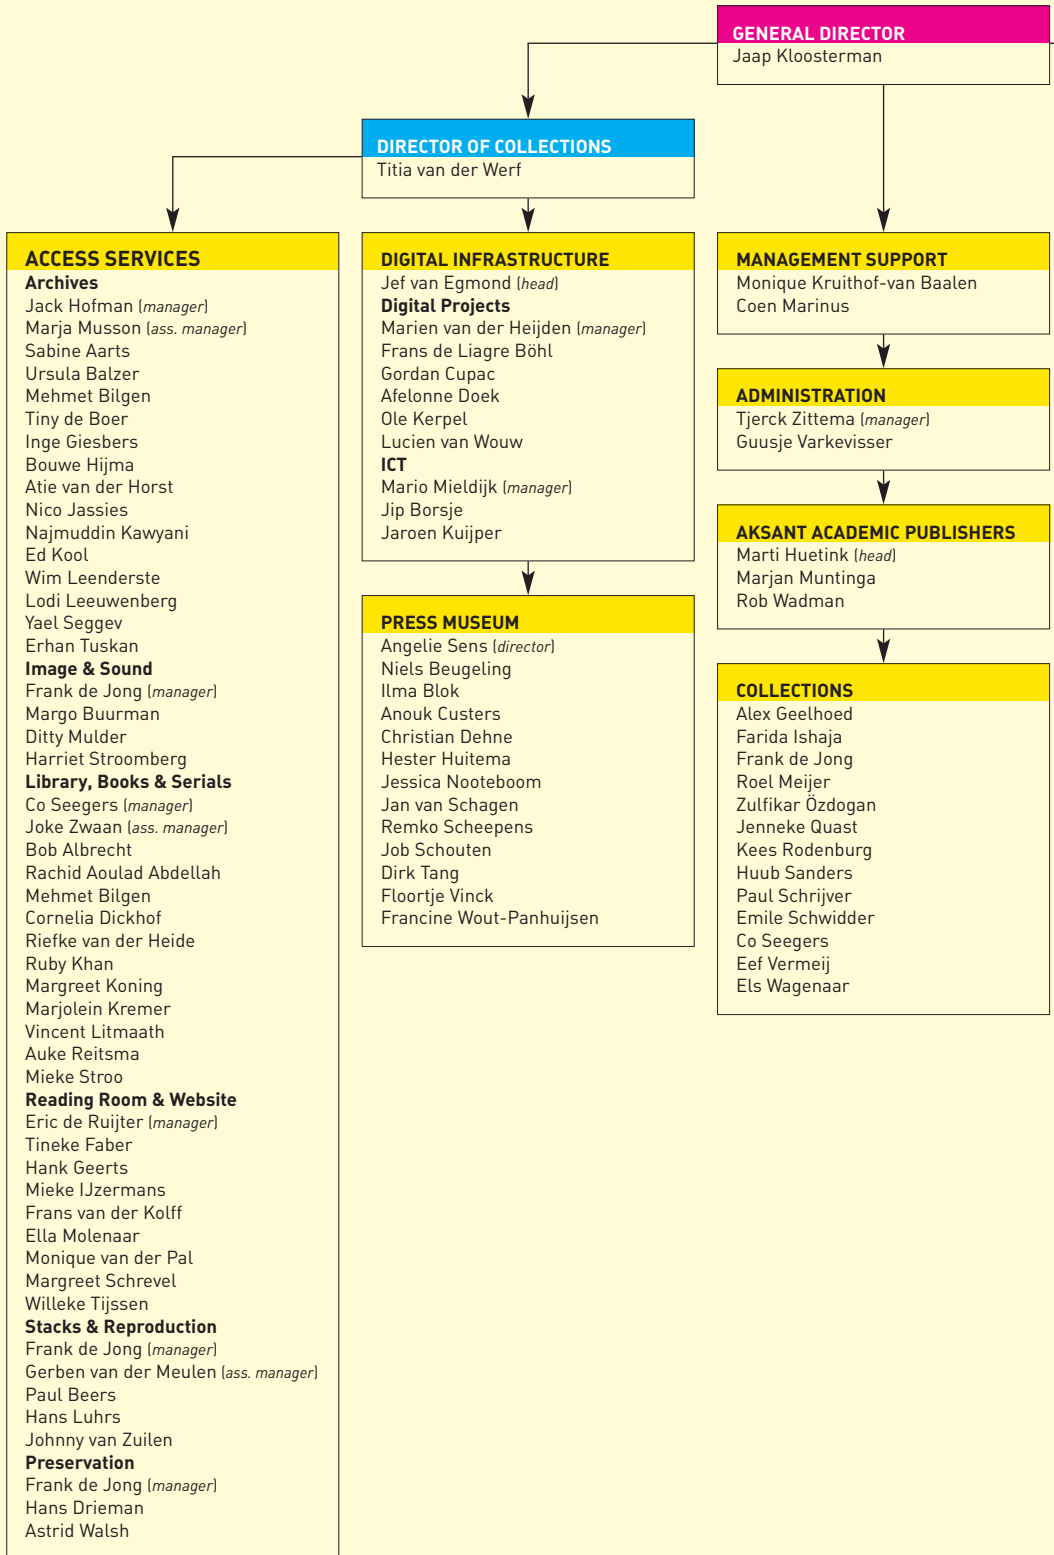 GENERAL DIRECTOR
Jaap Kloosterman
DIRECTOR OF COLLECTIONS
Titia van der Werf
ACCESS SERVICES
Archives
Jack Hofman (manager)
Marja Musson (ass. manager)
Sabine Aarts
Ursula Balzer
Mehmet Bilgen
Tiny de Boer
Inge Giesbers
Bouwe Hijma
Atie van der Horst
Nico Jassies
Najmuddin Kawyani
Ed Kool
Wim Leenderste
Lodi Leeuwenberg
Yael Seggev
Erhan Tuskan
Image & Sound
Frank de Jong (manager)
Margo Buurman
Ditty Mulder
Harriet Stroomberg
Library, Books & Serials
Co Seegers (manager)
Joke Zwaan (ass. manager)
Bob Albrecht
Rachid Aoulad Abdellah
Mehmet Bilgen
Cornelia Dickhof
Riefke van der Heide
Ruby Khan
Margreet Koning
Marjolein Kremer
Vincent Litmaath
Auke Reitsma
Mieke Stroo
Reading Room & Website
Eric de Ruijter (manager)
Tineke Faber
Hank Geerts
Mieke IJzermans
Frans van der Kolff
Ella Molenaar
Monique van der Pal
Margreet Schrevel
Willeke Tijssen
Stacks & Reproduction
Frank de Jong (manager)
Gerben van der Meulen (ass. manager)
Paul Beers
Hans Luhrs
Johnny van Zuilen
Preservation
Frank de Jong (manager)
Hans Drieman
Astrid Walsh
DIGITAL INFRASTRUCTURE
Jef van Egmond (head)
Digital Projects
Marien van der Heijden (manager)
Frans de Liagre Böhl
Gordan Cupac
Afelonne Doek
Ole Kerpel
Lucien van Wouw
ICT
Mario Mieldijk (manager)
Jip Borsje
Jaroen Kuijper
PRESS MUSEUM
Angelie Sens (director)
Niels Beugeling
Ilma Blok
Anouk Custers
Christian Dehne
Hester Huitema
Jessica Nooteboom
Jan van Schagen
Remko Scheepens
Job Schouten
Dirk Tang
Floortje Vinck
Francine Wout-Panhuijsen
MANAGEMENT SUPPORT
Monique Kruithof-van Baalen
Coen Marinus
ADMINISTRATION
Tjerck Zittema (manager)
Guusje Varkevisser
AKSANT ACADEMIC PUBLISHERS
Marti Huetink (head)
Marjan Muntinga
Rob Wadman
COLLECTIONS
Alex Geelhoed
Farida Ishaja
Frank de Jong
Roel Meijer
Zulfikar Özdogan
Jenneke Quast
Kees Rodenburg
Huub Sanders
Paul Schrijver
Emile Schwidder
Co Seegers
Eef Vermeij
Els Wagenaar